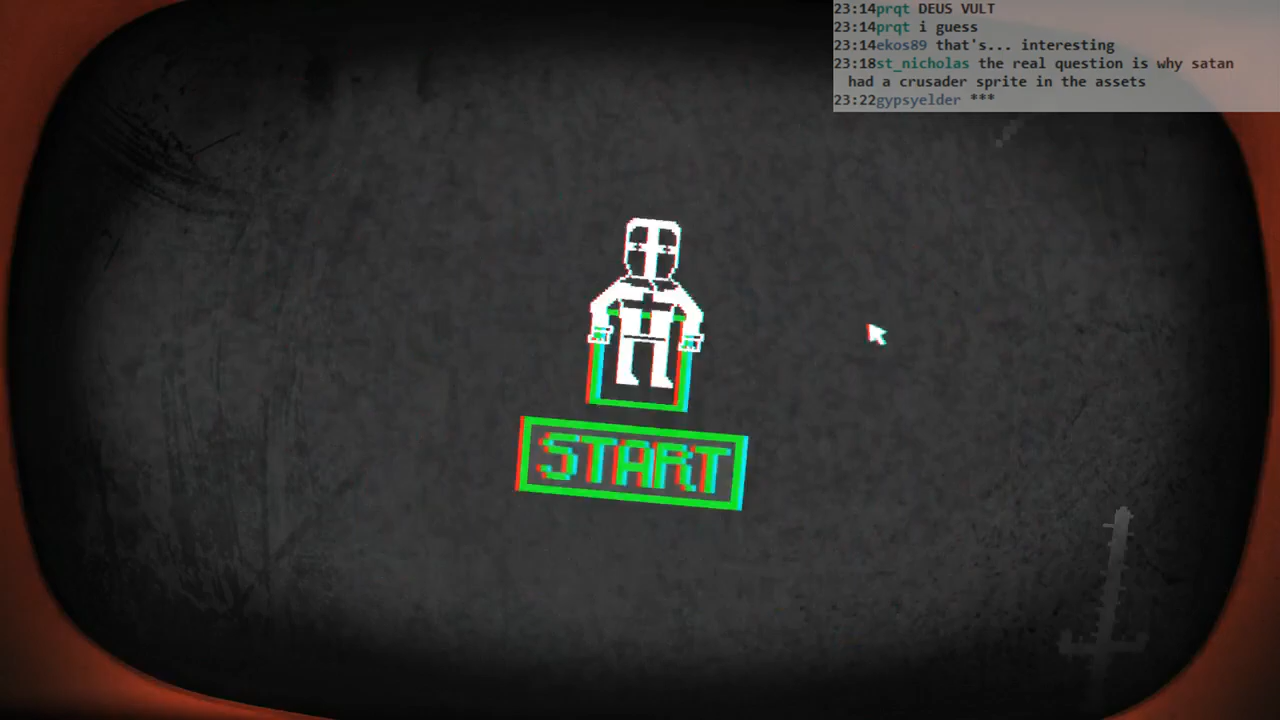 23:14prqt DEUS VULT
23:14prqt i guess
23:14ekos89 that's... interesting
23:18st_nicholas the real question is why satan
had a crusader sprite in the assets
23:22gypsyelder ***
START